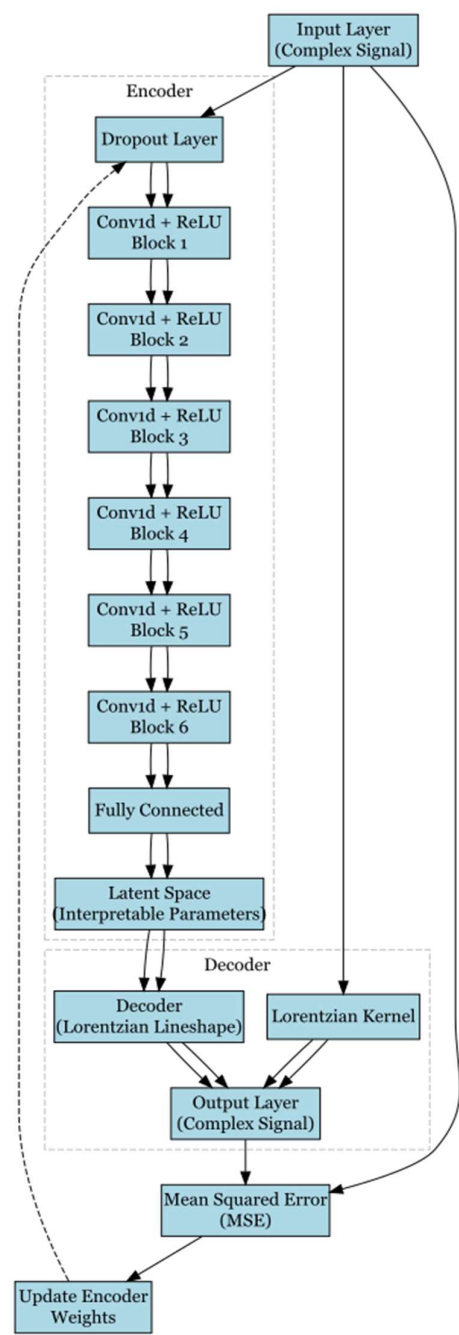 Input Layer
(Complex Signal)
Encoder
Dropout Layer
Conv1d + ReLU
Block 1
Conv1d + ReLU
Block 2
Conv1d + ReLU
Block 3
Conv1d + ReLU
Block 4
Conv1d + ReLU
Block 5
Conv1d + ReLU
Block 6
Fully Connected
Latent Space
(Interpretable Parameters)
Decoder
Decoder
(Lorentzian Lineshape)
Lorentzian Kernel
Output Layer
(Complex Signal)
Mean Squared Error
(MSE)
Update Encoder
Weights